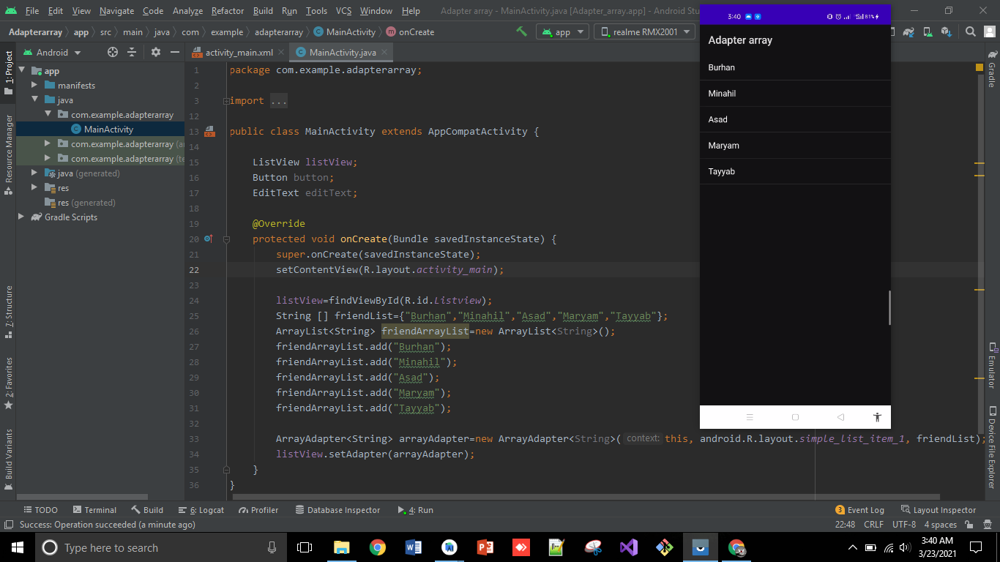 File Edit View Navigate Code Analyze Refactor Build Run Tools VCS Window Help Adapter array - MainActivity.java [Adapter_array.app] - Android Stu
Adapterarray app src main java com example adapterarray MainActivity onCreate app realme RMX2001
Android
activity_main.xml MainActivity.java
1: Project
Resource Manager
7: Structure
2: Favorites
Build Variants
app
manifests
java
com.example.adapterarray
MainActivity
com.example.adapterarray
com.example.adapterarray
java (generated)
res
res (generated)
Gradle Scripts
1 package com.example.adapterarray;
2
3 import ...
12
13 public class MainActivity extends AppCompatActivity {
14
15 ListView listView;
16 Button button;
17 EditText editText;
18
19 @Override
20 protected void onCreate(Bundle savedInstanceState) {
21 super.onCreate(savedInstanceState);
22 setContentView(R.layout.activity_main);
23
24 listView=findViewById(R.id.Listview);
25 String [] friendList={"Burhan","Minahil","Asad","Maryam","Tayyab"};
26 ArrayList<String> friendArrayList=new ArrayList<String>();
27 friendArrayList.add("Burhan");
28 friendArrayList.add("Minahil");
29 friendArrayList.add("Asad");
30 friendArrayList.add("Maryam");
31 friendArrayList.add("Tayyab");
32
33 ArrayAdapter<String> arrayAdapter=new ArrayAdapter<String>( context: this, android.R.layout.simple_list_item_1, friendList);
34 listView.setAdapter(arrayAdapter);
35 }
36 }
3:40 81%
Adapter array
Burhan
Minahil
Asad
Maryam
Tayyab
Gradle
Emulator
Device File Explorer
TODO Terminal Build 6: Logcat Profiler Database Inspector 4: Run 3 Event Log Layout Inspector
Success: Operation succeeded (a minute ago) 22:48 CRLF UTF-8 4 spaces
Type here to search
3:40 AM
3/23/2021